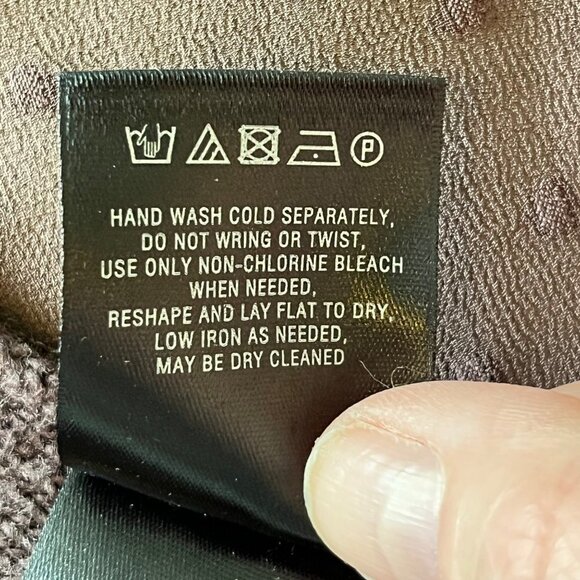 P
HAND WASH COLD SEPARATELY,
DO NOT WRING OR TWIST,
USE ONLY NON-CHLORINE BLEACH
WHEN NEEDED,
RESHAPE AND LAY FLAT TO DRY,
LOW IRON AS NEEDED,
MAY BE DRY CLEANED